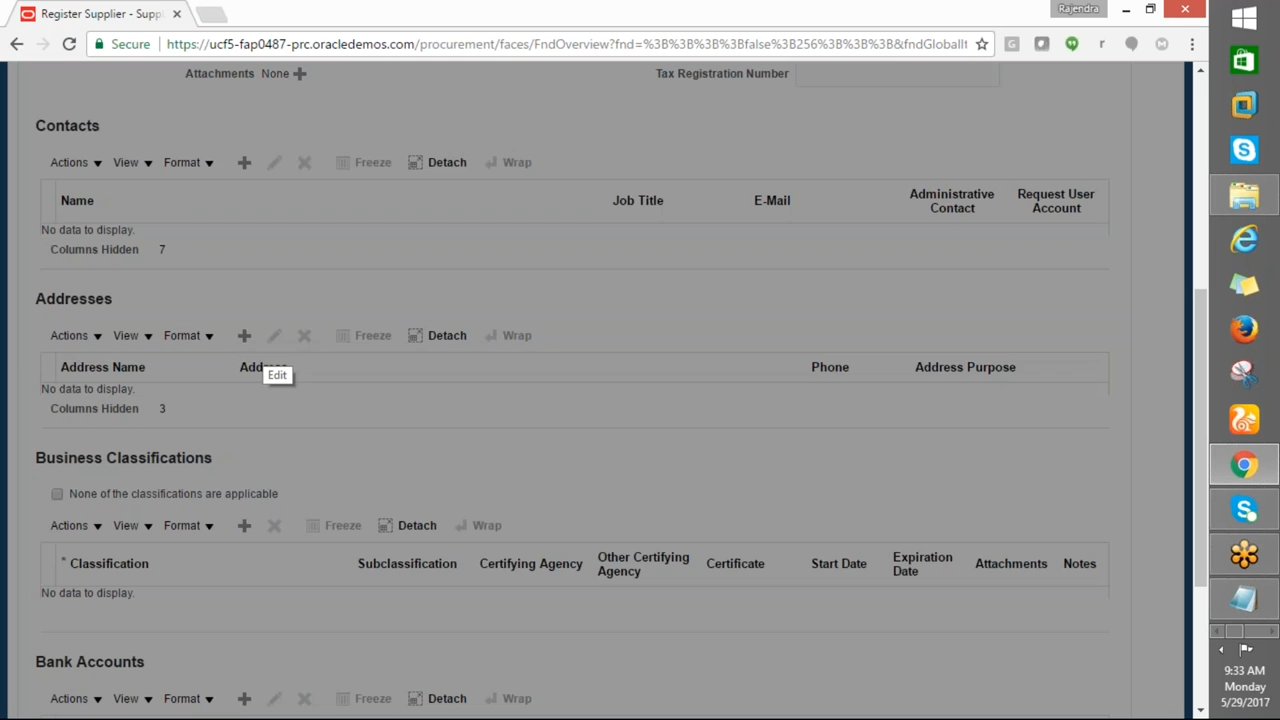 Register Supplier - Suppl
Rajendra
Secure
https://ucf5-fap0487-prc.oracledemos.com/procurement/faces/FndOverview?fnd=%3B%3B%3B%3Bfalse%3B256%3B%3B%3B&fndGlobalIt
Attachments None
Tax Registration Number
Contacts
Actions View Format Freeze Detach Wrap
Name Job Title E-Mail Administrative Contact Request User Account
No data to display.
Columns Hidden 7
Addresses
Actions View Format Freeze Detach Wrap
Address Name Phone Address Purpose
Edit
No data to display.
Columns Hidden 3
Business Classifications
None of the classifications are applicable
Actions View Format Freeze Detach Wrap
* Classification Subclassification Certifying Agency Other Certifying Agency Certificate Start Date Expiration Date Attachments Notes
No data to display.
Bank Accounts
Actions View Format Freeze Detach Wrap
9:33 AM
Monday
5/29/2017